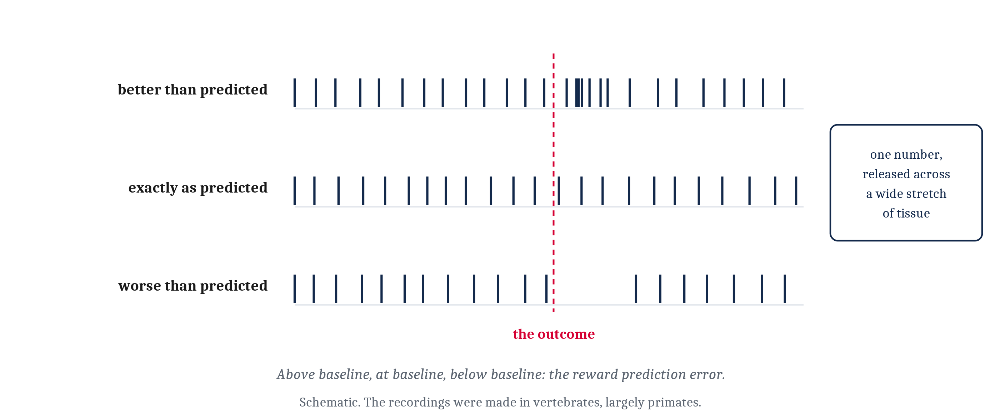 better than predicted
exactly as predicted
worse than predicted
one number,
released across
a wide stretch
of tissue
the outcome
Above baseline, at baseline, below baseline: the reward prediction error.
Schematic. The recordings were made in vertebrates, largely primates.